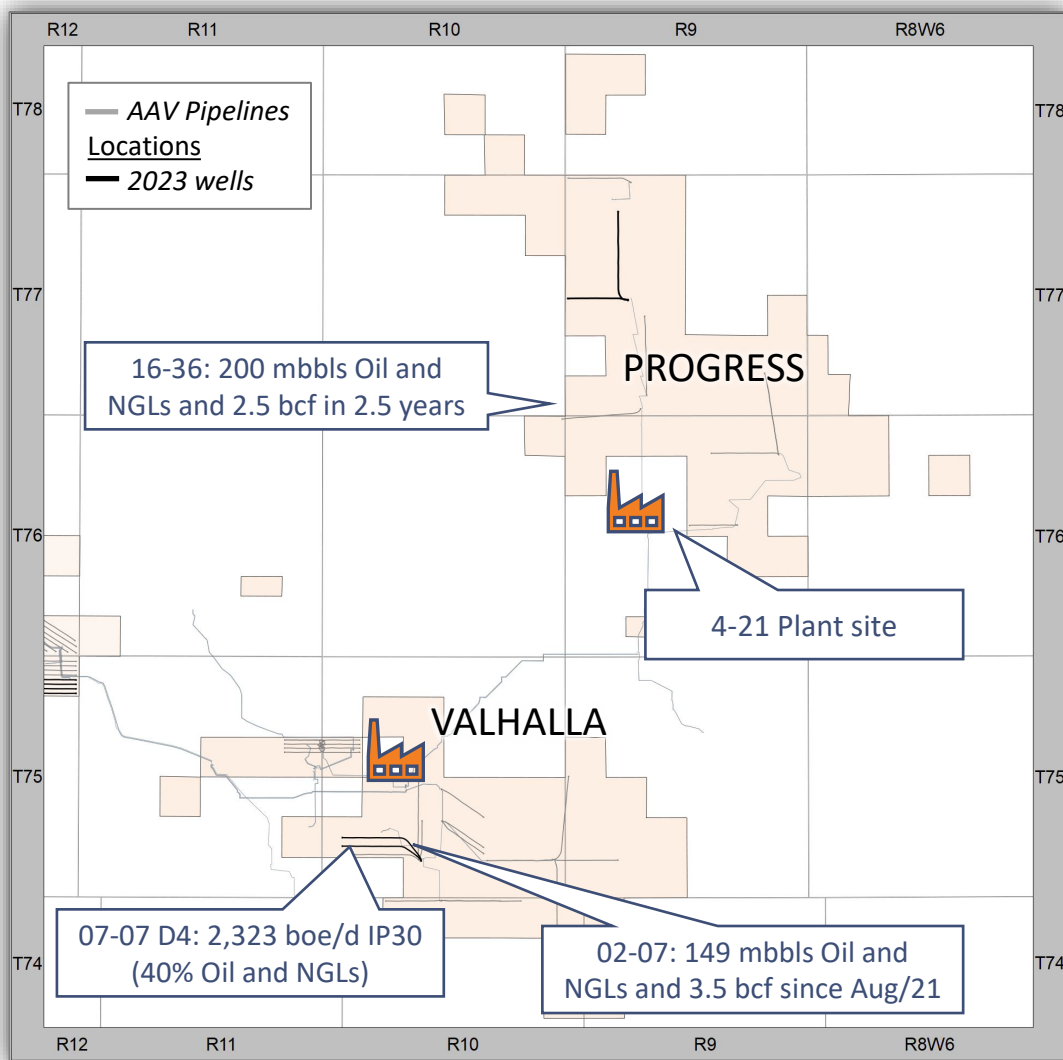 R12 R11 R10 R9 R8W6
T78 T78
AAV Pipelines
Locations
2023 wells
T77 T77
16-36: 200 mbbls Oil and
NGLs and 2.5 bcf in 2.5 years
PROGRESS
T76 T76
4-21 Plant site
VALHALLA
T75 T75
07-07 D4: 2,323 boe/d IP30
(40% Oil and NGLs)
02-07: 149 mbbls Oil and
NGLs and 3.5 bcf since Aug/21
T74 T74
R12 R11 R10 R9 R8W6